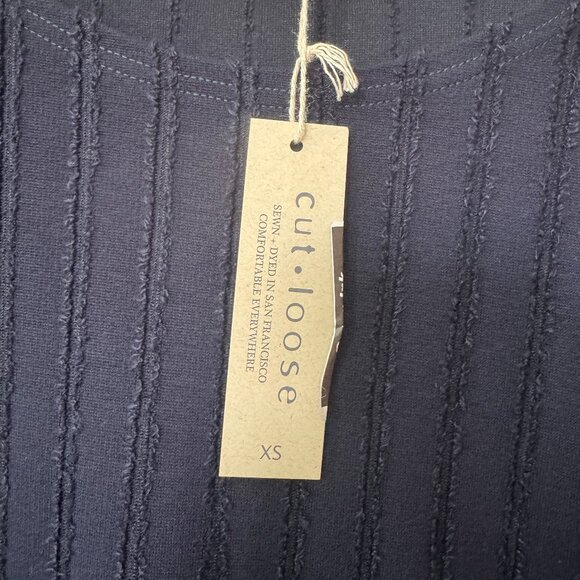 cut • loose
SEWN + DYED IN SAN FRANCISCO
COMFORTABLE EVERYWHERE
XS